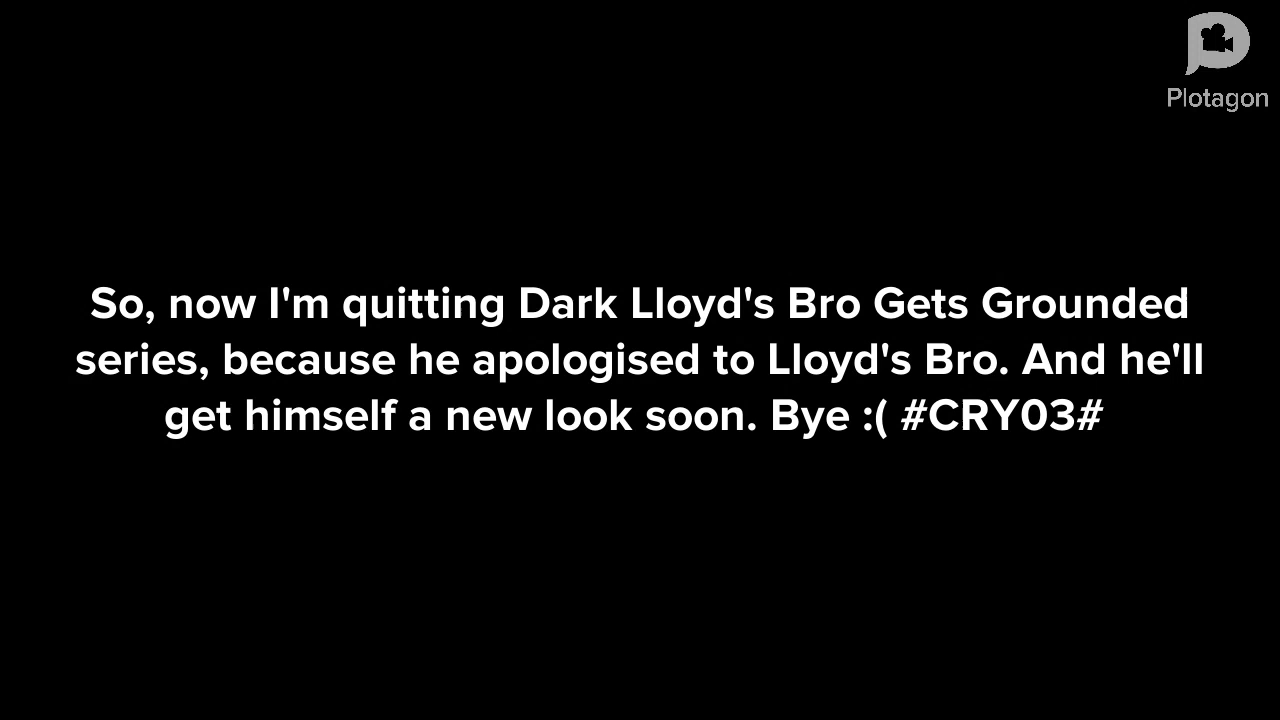 Plotagon
So, now I'm quitting Dark Lloyd's Bro Gets Grounded
series, because he apologised to Lloyd's Bro. And he'll
get himself a new look soon. Bye :( #CRY03#